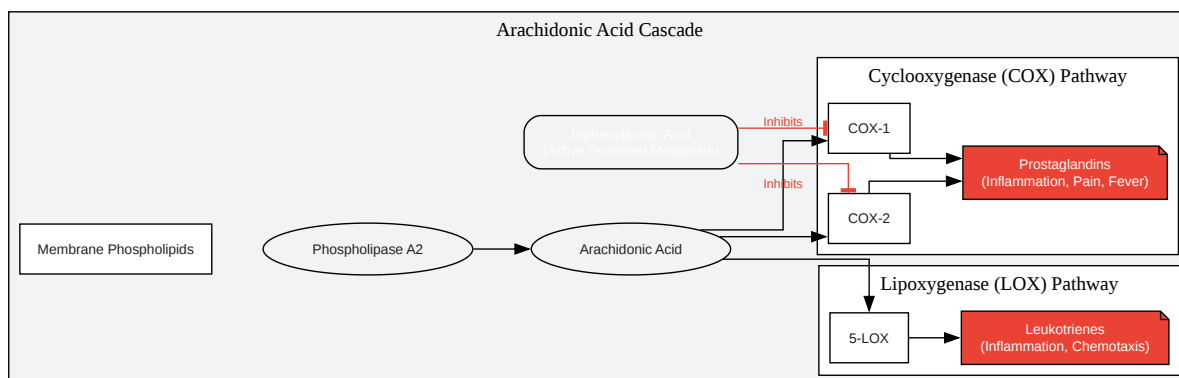 Arachidonic Acid Cascade
Cyclooxygenase (COX) Pathway
Biphenylacetic Acid
(Active Fenbufen Metabolite)
Inhibits
Inhibits
COX-1
COX-2
Prostaglandins
(Inflammation, Pain, Fever)
Membrane Phospholipids
Phospholipase A2
Arachidonic Acid
Lipoxygenase (LOX) Pathway
5-LOX
Leukotrienes
(Inflammation, Chemotaxis)